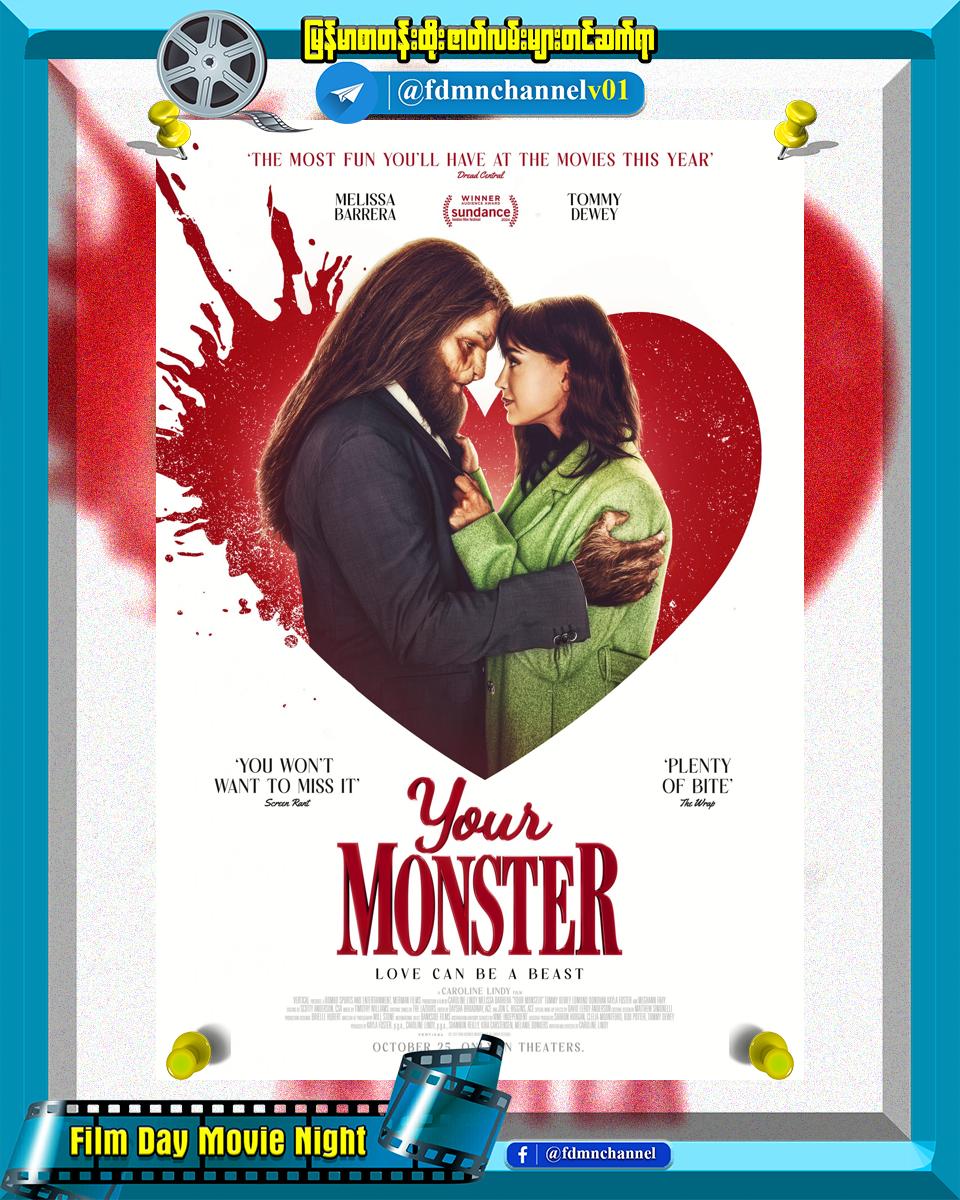 မြန်မာစာတန်းထိုးဇာတ်လမ်းများတင်ဆက်ရာ
@fdmnchannelv01
‘THE MOST FUN YOU’LL HAVE AT THE MOVIES THIS YEAR’
Dread Central
MELISSA
BARRERA
WINNER
AUDIENCE AWARD
sundance
TOMMY
DEWEY
‘YOU WON’T
WANT TO MISS IT’
Screen Rant
‘PLENTY
OF BITE’
The Wrap
Your
MONSTER
LOVE CAN BE A BEAST
A CAROLINE LINDY FILM
OCTOBER 25. IN THEATERS.
Film Day Movie Night
@fdmnchannel